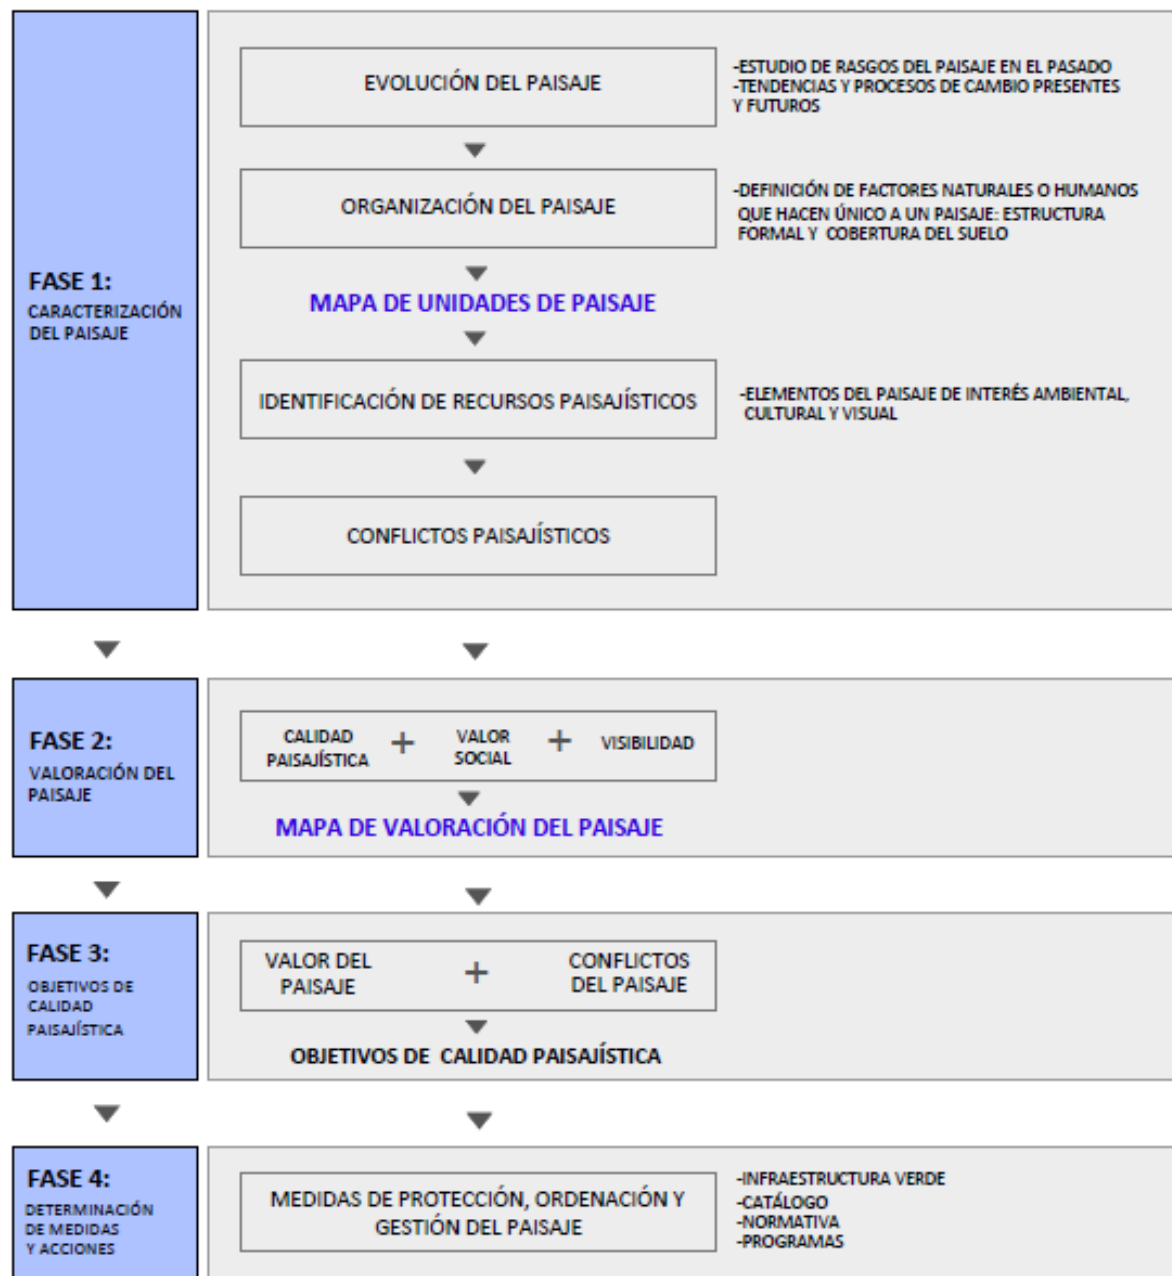 FASE 1:
CARACTERIZACIÓN
DEL PAISAJE
EVOLUCIÓN DEL PAISAJE
-ESTUDIO DE RASGOS DEL PAISAJE EN EL PASADO
-TENDENCIAS Y PROCESOS DE CAMBIO PRESENTES
Y FUTUROS
ORGANIZACIÓN DEL PAISAJE
-DEFINICIÓN DE FACTORES NATURALES O HUMANOS
QUE HACEN ÚNICO A UN PAISAJE: ESTRUCTURA
FORMAL Y COBERTURA DEL SUELO
MAPA DE UNIDADES DE PAISAJE
IDENTIFICACIÓN DE RECURSOS PAISAJÍSTICOS
-ELEMENTOS DEL PAISAJE DE INTERÉS AMBIENTAL,
CULTURAL Y VISUAL
CONFLICTOS PAISAJÍSTICOS
FASE 2:
VALORACIÓN DEL
PAISAJE
CALIDAD
PAISAJÍSTICA
+
VALOR
SOCIAL
+
VISIBILIDAD
MAPA DE VALORACIÓN DEL PAISAJE
FASE 3:
OBJETIVOS DE
CALIDAD
PAISAJÍSTICA
VALOR DEL
PAISAJE
+
CONFLICTOS
DEL PAISAJE
OBJETIVOS DE CALIDAD PAISAJÍSTICA
FASE 4:
DETERMINACIÓN
DE MEDIDAS
Y ACCIONES
MEDIDAS DE PROTECCIÓN, ORDENACIÓN Y
GESTIÓN DEL PAISAJE
-INFRAESTRUCTURA VERDE
-CATÁLOGO
-NORMATIVA
-PROGRAMAS